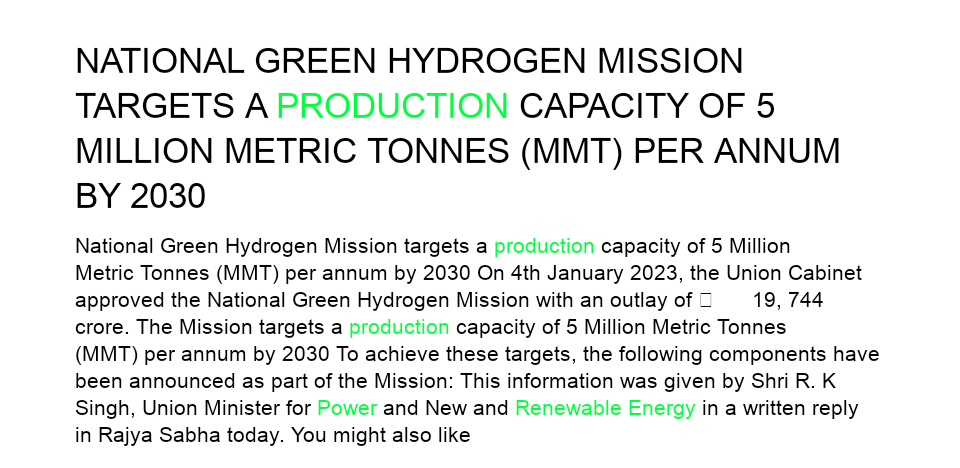 NATIONAL GREEN HYDROGEN MISSION
TARGETS A PRODUCTION CAPACITY OF 5
MILLION METRIC TONNES (MMT) PER ANNUM
BY 2030
National Green Hydrogen Mission targets a production capacity of 5 Million
Metric Tonnes (MMT) per annum by 2030 On 4th January 2023, the Union Cabinet
approved the National Green Hydrogen Mission with an outlay of 19, 744
crore. The Mission targets a production capacity of 5 Million Metric Tonnes
(MMT) per annum by 2030 To achieve these targets, the following components have
been announced as part of the Mission: This information was given by Shri R. K
Singh, Union Minister for Power and New and Renewable Energy in a written reply
in Rajya Sabha today. You might also like